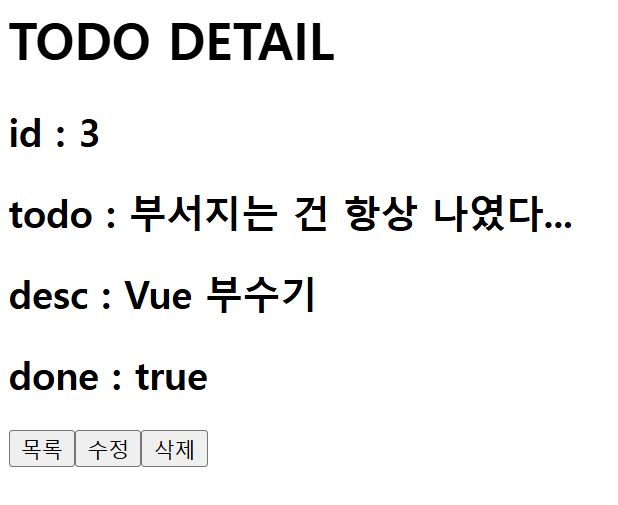 TODO DETAIL
id : 3
todo : 부서지는 건 항상 나였다...
desc : Vue 부수기
done : true
목록 수정 삭제